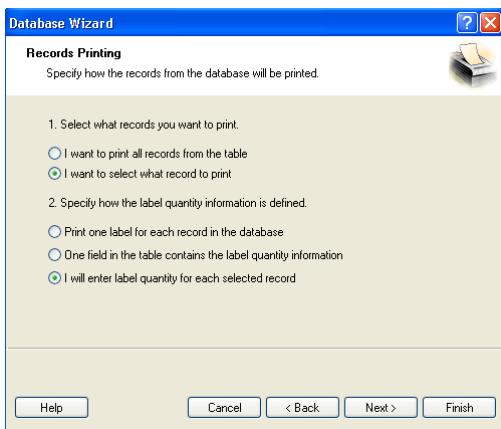 Database Wizard
?
X
Records Printing
Specify how the records from the database will be printed.
1. Select what records you want to print.
I want to print all records from the table
I want to select what record to print
2. Specify how the label quantity information is defined.
Print one label for each record in the database
One field in the table contains the label quantity information
I will enter label quantity for each selected record
Help
Cancel
< Back
Next >
Finish